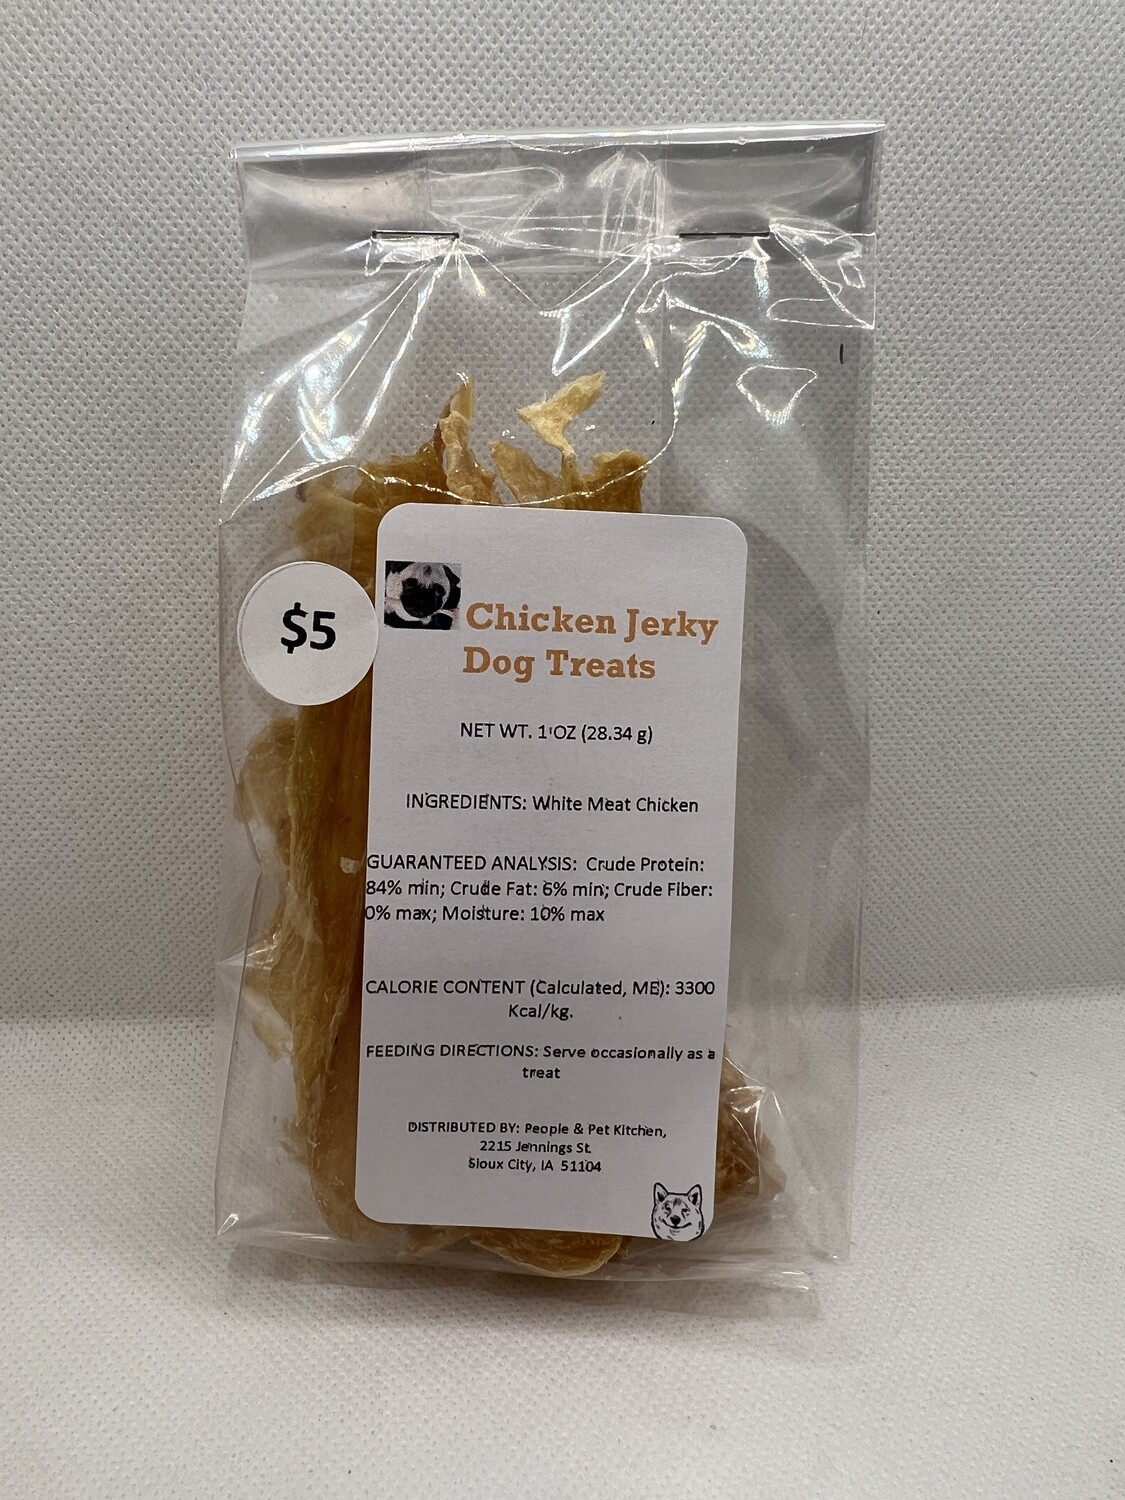 $5
Chicken Jerky
Dog Treats
NET WT. 1 OZ (28.34 g)
INGREDIENTS: White Meat Chicken
GUARANTEED ANALYSIS: Crude Protein:
84% min; Crude Fat: 6% min; Crude Fiber:
0% max; Moisture: 10% max
CALORIE CONTENT (Calculated, ME): 3300
Kcal/kg.
FEEDING DIRECTIONS: Serve occasionally as a
treat
DISTRIBUTED BY: People & Pet Kitchen,
2215 Jennings St.
Sioux City, IA 51104